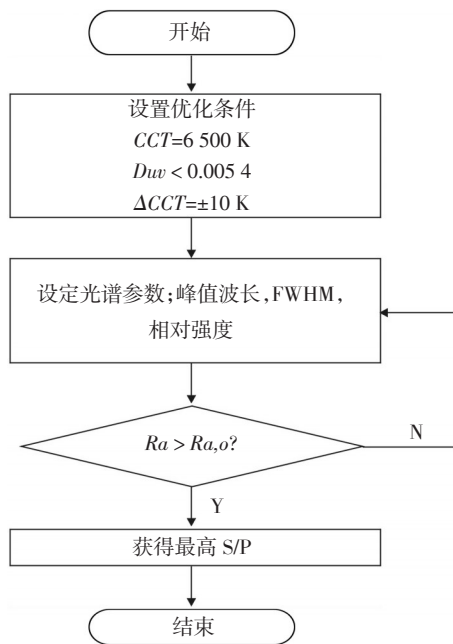 开始
设置优化条件
CCT=6 500 K
Duv < 0.005 4
ΔCCT=±10 K
设定光谱参数;峰值波长,FWHM,
相对强度
Ra > Ra,o?
N
Y
获得最高 S/P
结束